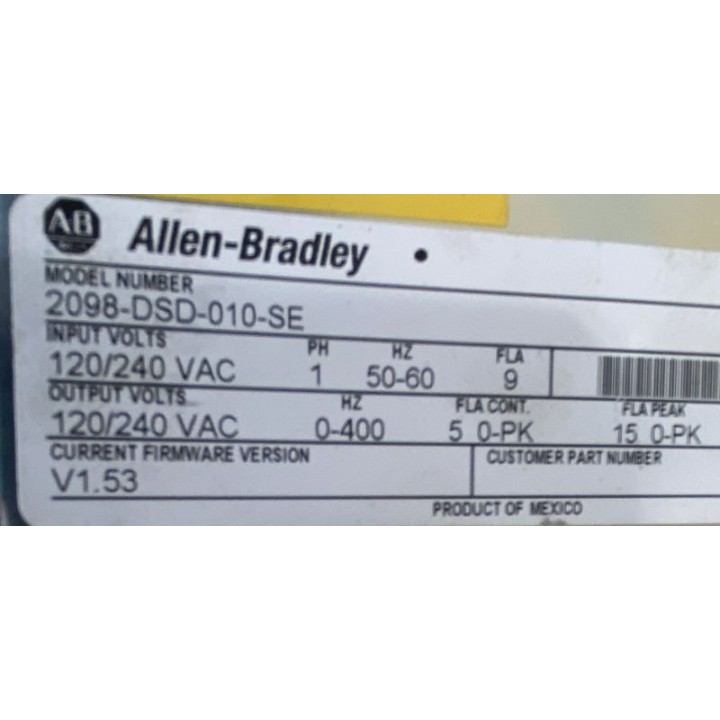 AB Allen-Bradley
MODEL NUMBER
2098-DSD-010-SE
INPUT VOLTS PH HZ FLA
120/240 VAC 1 50-60 9
OUTPUT VOLTS HZ FLA CONT. FLA PEAK
120/240 VAC 0-400 5 0-PK 15 0-PK
CURRENT FIRMWARE VERSION CUSTOMER PART NUMBER
V1.53
PRODUCT OF MEXICO